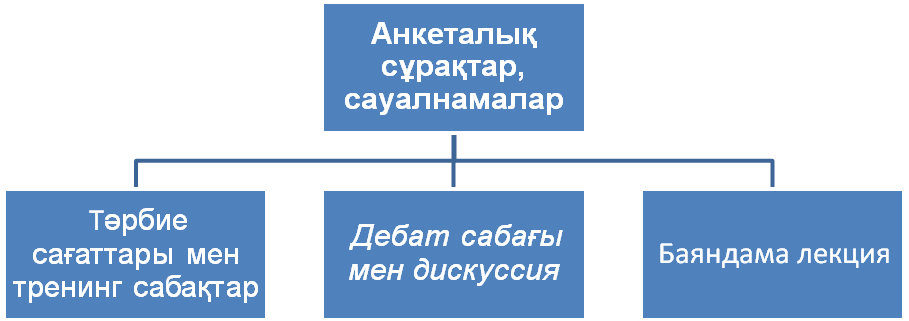 Анкеталық
сұрақтар,
сауалнамалар
Тәрбие
сағаттары мен
тренинг сабақтар
Дебат сабағы
мен дискуссия
Баяндама лекция